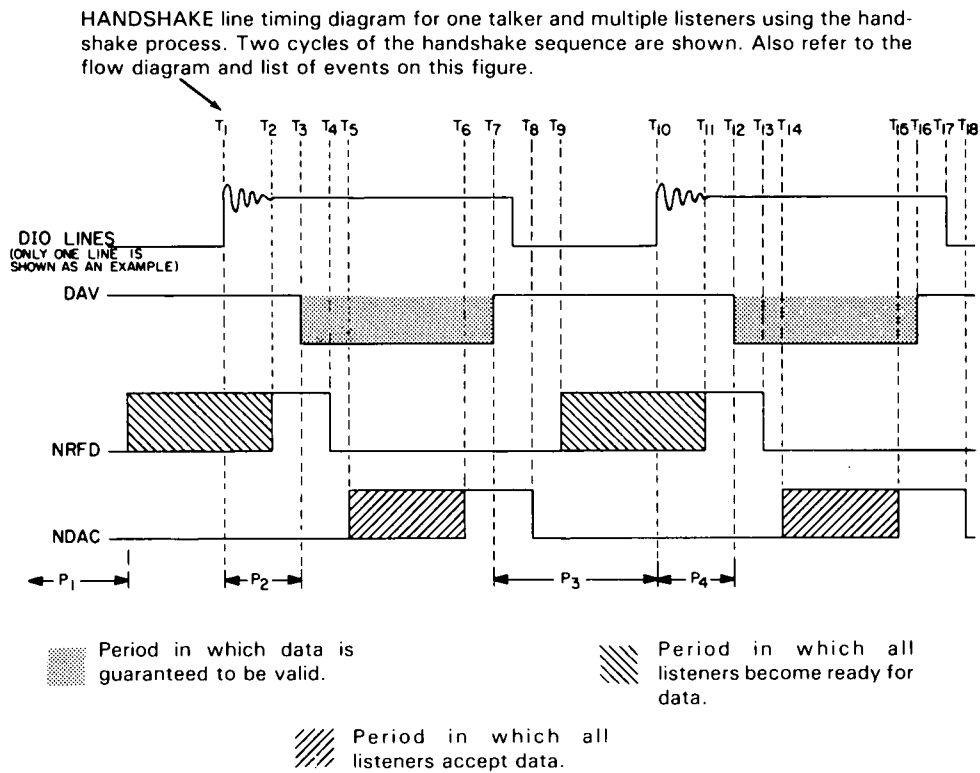 HANDSHAKE line timing diagram for one talker and multiple listeners using the hand-
shake process. Two cycles of the handshake sequence are shown. Also refer to the
flow diagram and list of events on this figure.
T1 T2 T3 T4 T5 T6 T7 T8 T9 T10 T11 T12 T13 T14 T15 T16 T17 T18
DIO LINES
(ONLY ONE LINE IS
SHOWN AS AN EXAMPLE)
DAV
NRFD
NDAC
P1 P2 P3 P4
Period in which data is
guaranteed to be valid.
Period in which all
listeners become ready for
data.
Period in which all
listeners accept data.